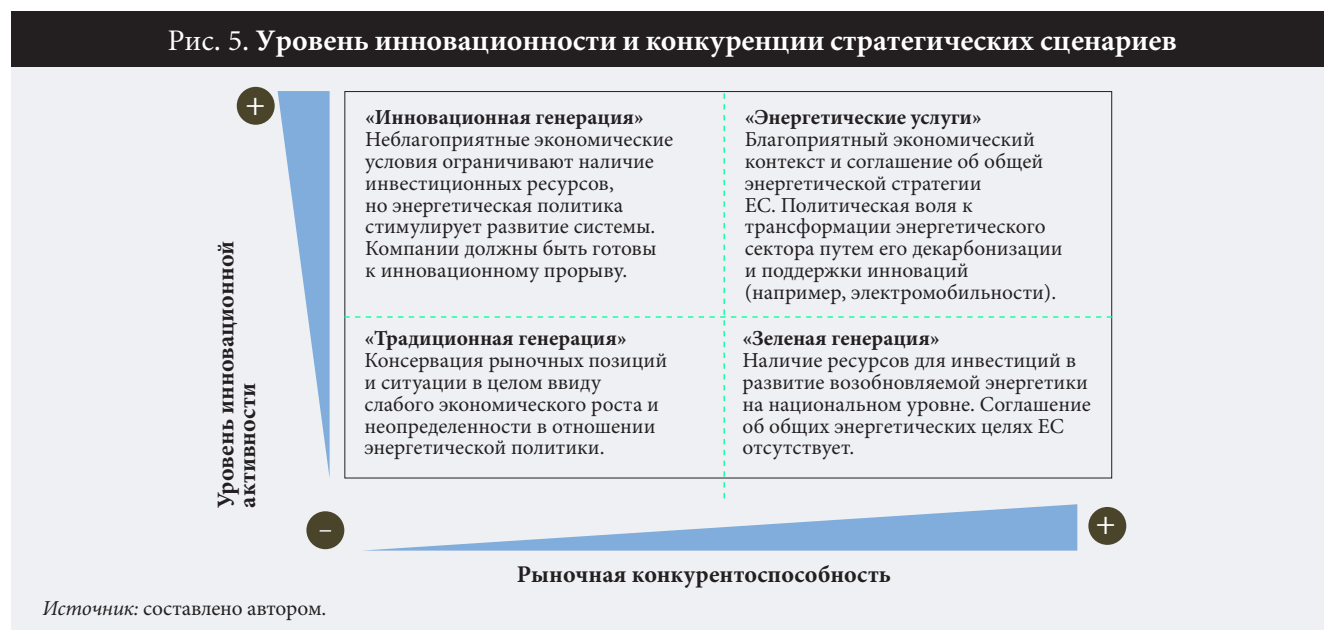 Рис. 5. Уровень инновационности и конкуренции стратегических сценариев
+
Уровень инновационной
активности
«Инновационная генерация»
Неблагоприятные экономические
условия ограничивают наличие
инвестиционных ресурсов,
но энергетическая политика
стимулирует развитие системы.
Компании должны быть готовы
к инновационному прорыву.
«Энергетические услуги»
Благоприятный экономический
контекст и соглашение об общей
энергетической стратегии
ЕС. Политическая воля к
трансформации энергетического
сектора путем его декарбонизации
и поддержки инноваций
(например, электромобильности).
«Традиционная генерация»
Консервация рыночных позиций
и ситуации в целом ввиду
слабого экономического роста и
неопределенности в отношении
энергетической политики.
«Зеленая генерация»
Наличие ресурсов для инвестиций в
развитие возобновляемой энергетики
на национальном уровне. Соглашение
об общих энергетических целях ЕС
отсутствует.
–
+
Рыночная конкурентоспособность
Источник: составлено автором.